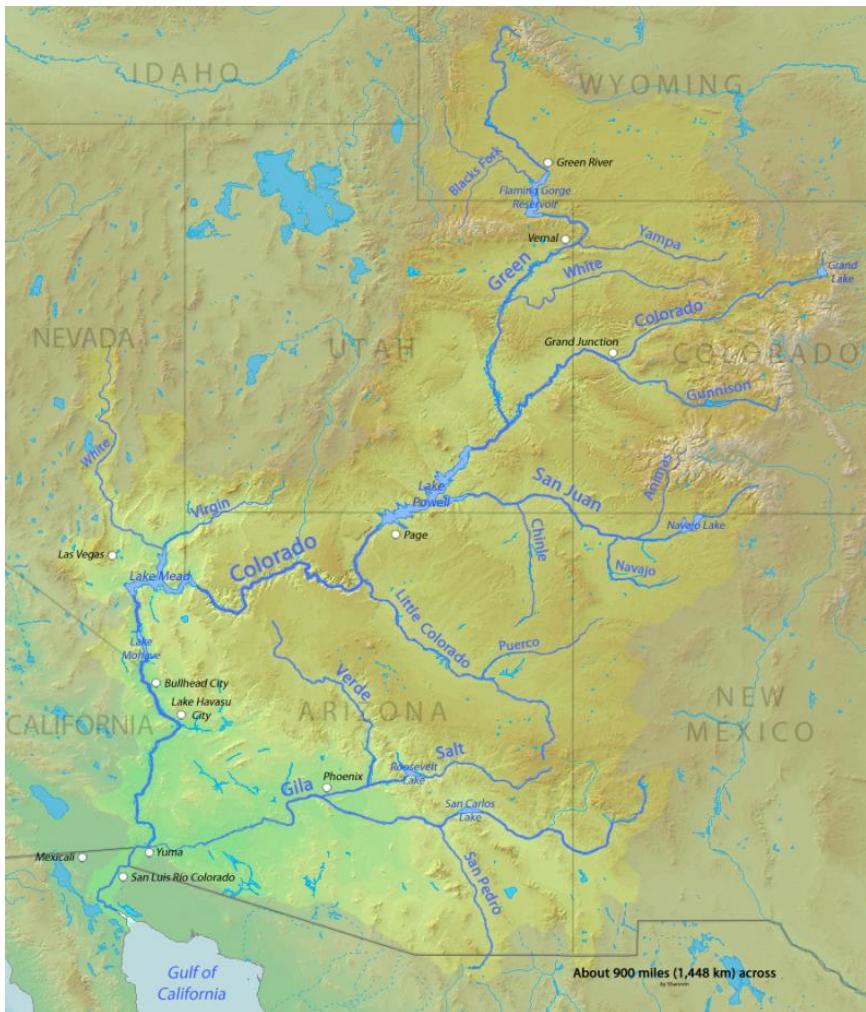 IDAHO
WYOMING
Green River
Blacks Fork
Flaming Gorge
Reservoir
Vernal
Yampa
Green
White
Grand
Lake
Colorado
NEVADA
UTAH
Grand Junction
COLORADO
Gunnison
White
Virgin
Lake
Powell
San Juan
Animas
Navajo Lake
Chinle
Navajo
Page
Las Vegas
Lake Mead
Colorado
Little Colorado
Puerco
Lake
Mohave
Bullhead City
Lake Havasu
City
Verde
CALIFORNIA
ARIZONA
NEW
MEXICO
Salt
Roosevelt
Lake
Phoenix
Gila
San Carlos
Lake
San Pedro
Mexicali
Yuma
San Luis Río Colorado
Gulf of
California
About 900 miles (1,448 km) across
by Shannon